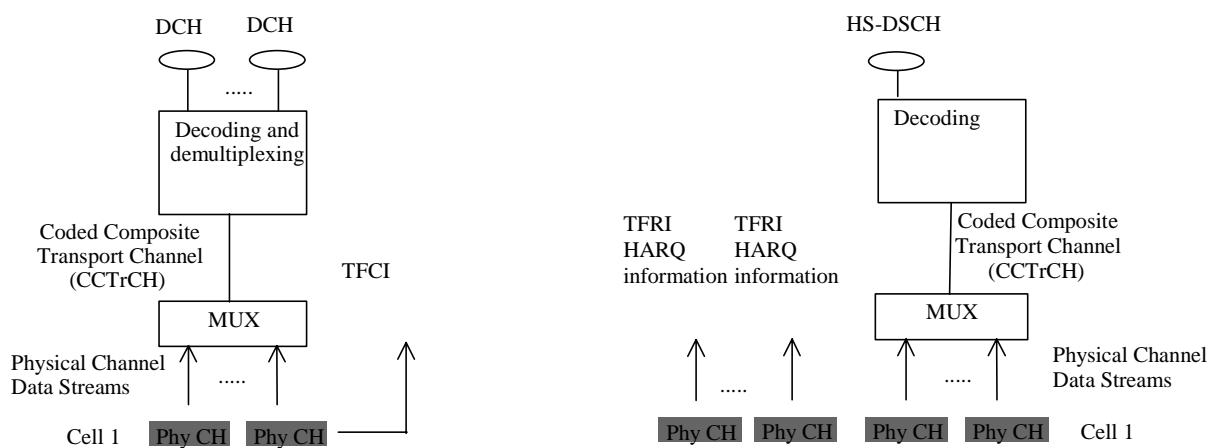 DCH
DCH
.....
Decoding and
demultiplexing
Coded Composite
Transport Channel
(CCTrCH)
TFCI
MUX
Physical Channel
Data Streams
.....
Cell 1
Phy CH
Phy CH
HS-DSCH
Decoding
TFRI
HARQ
information
TFRI
HARQ
information
Coded Composite
Transport Channel
(CCTrCH)
MUX
Physical Channel
Data Streams
.....
.....
Phy CH
Phy CH
Phy CH
Phy CH
Cell 1